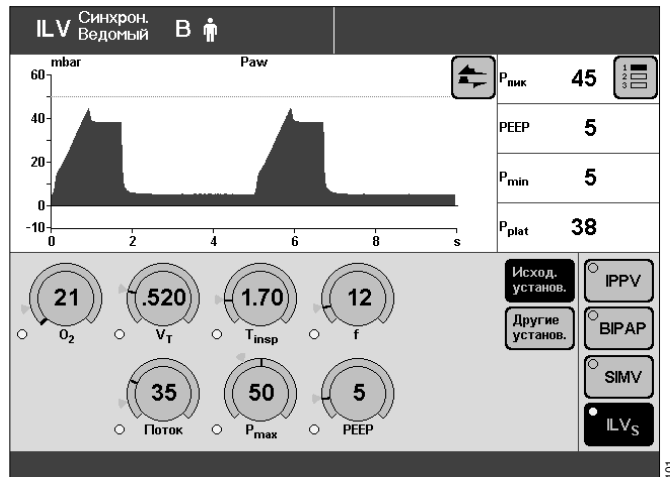 ILV Синхрон. Ведомый В
mbar Paw
60
40
20
0
-10
0 2 4 6 8 s
Pпик 45
1
2
3
PEEP 5
Pmin 5
Pplat 38
21 .520 1.70 12
O2 VT Tinsp f
35 50 5
Поток Pmax PEEP
Исход. установ.
Другие установ.
IPPV
BIPAP
SIMV
ILVS
101